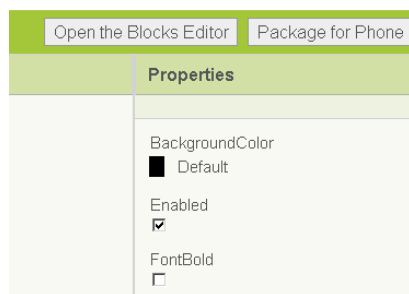 Open the Blocks Editor Package for Phone
Properties
BackgroundColor
Default
Enabled
FontBold